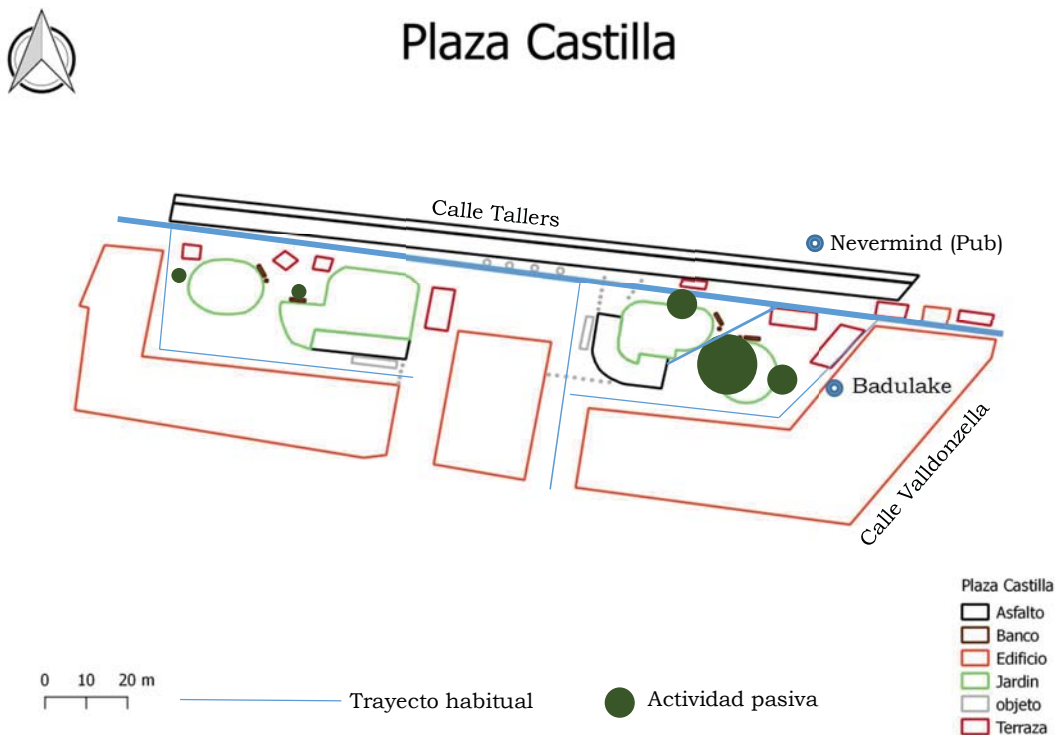 Plaza Castilla
Calle Tallers
Nevermind (Pub)
Badulake
Calle Valldonzella
Plaza Castilla
Asfalto
Banco
Edificio
Jardin
objeto
Terraza
0 10 20 m
Trayecto habitual
Actividad pasiva